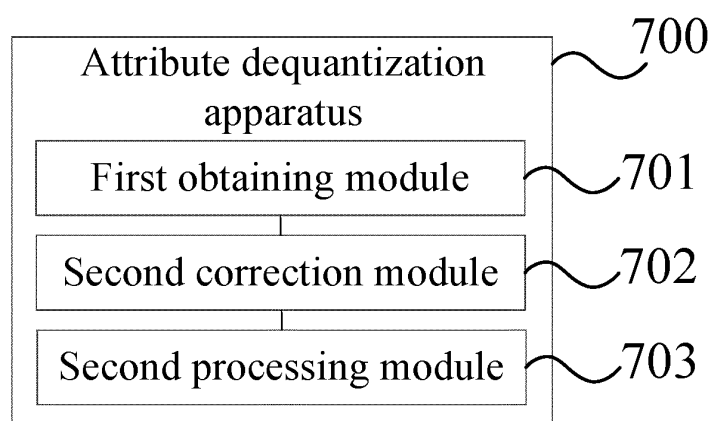 700
Attribute dequantization
apparatus
First obtaining module
701
Second correction module
702
Second processing module
703